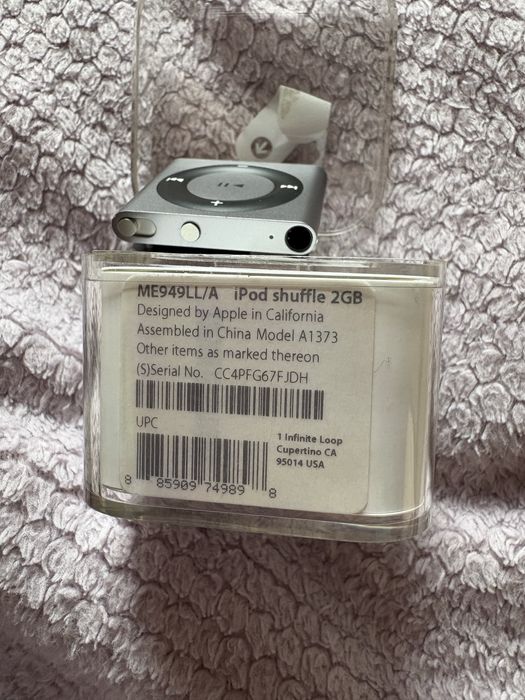 ME949LL/A iPod shuffle 2GB
Designed by Apple in California
Assembled in China Model A1373
Other items as marked thereon
(S)Serial No. CC4PFG67FJDH
UPC
1 Infinite Loop
Cupertino CA
95014 USA
8 85909 74989 8